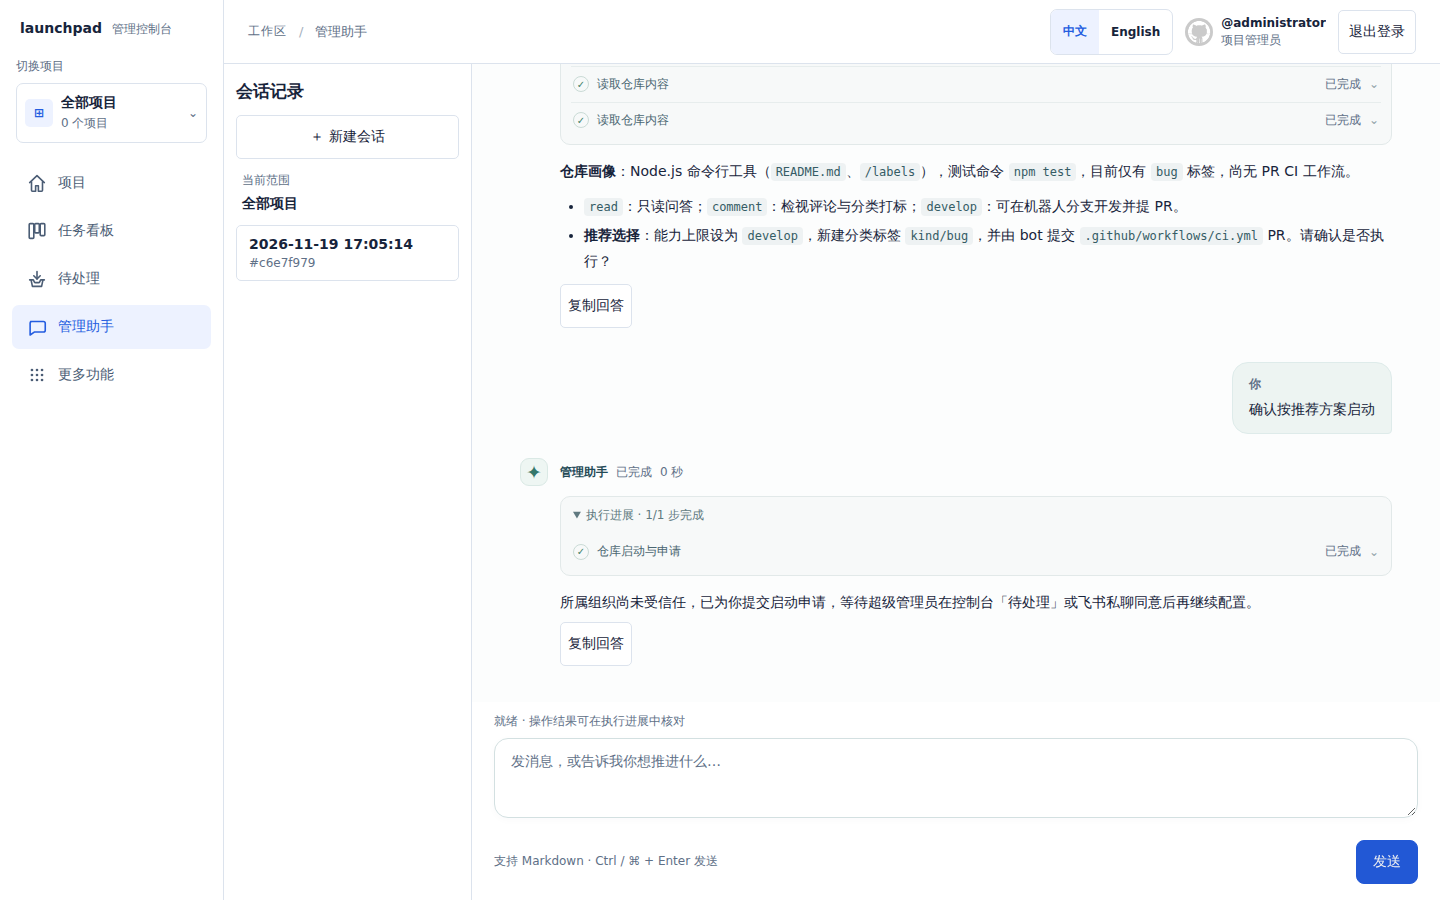 launchpad 管理控制台
切换项目
全部项目
0 个项目
项目
任务看板
待处理
管理助手
更多功能
工作区 / 管理助手
中文 English
@administrator
项目管理员
退出登录
会话记录
+ 新建会话
当前范围
全部项目
2026-11-19 17:05:14
#c6e7f979
✓ 读取仓库内容 已完成
✓ 读取仓库内容 已完成
仓库画像：Node.js 命令行工具（README.md、/labels），测试命令 npm test，目前仅有 bug 标签，尚无 PR CI 工作流。
• read：只读问答；comment：检视评论与分类打标；develop：可在机器人分支开发并提 PR。
• 推荐选择：能力上限设为 develop，新建分类标签 kind/bug，并由 bot 提交 .github/workflows/ci.yml PR。请确认是否执
行？
复制回答
你
确认按推荐方案启动
管理助手 已完成 0 秒
▼ 执行进展 · 1/1 步完成
✓ 仓库启动与申请 已完成
所属组织尚未受信任，已为你提交启动申请，等待超级管理员在控制台「待处理」或飞书私聊同意后再继续配置。
复制回答
就绪 · 操作结果可在执行进展中核对
发消息，或告诉我你想推进什么…
支持 Markdown · Ctrl / ⌘ + Enter 发送
发送